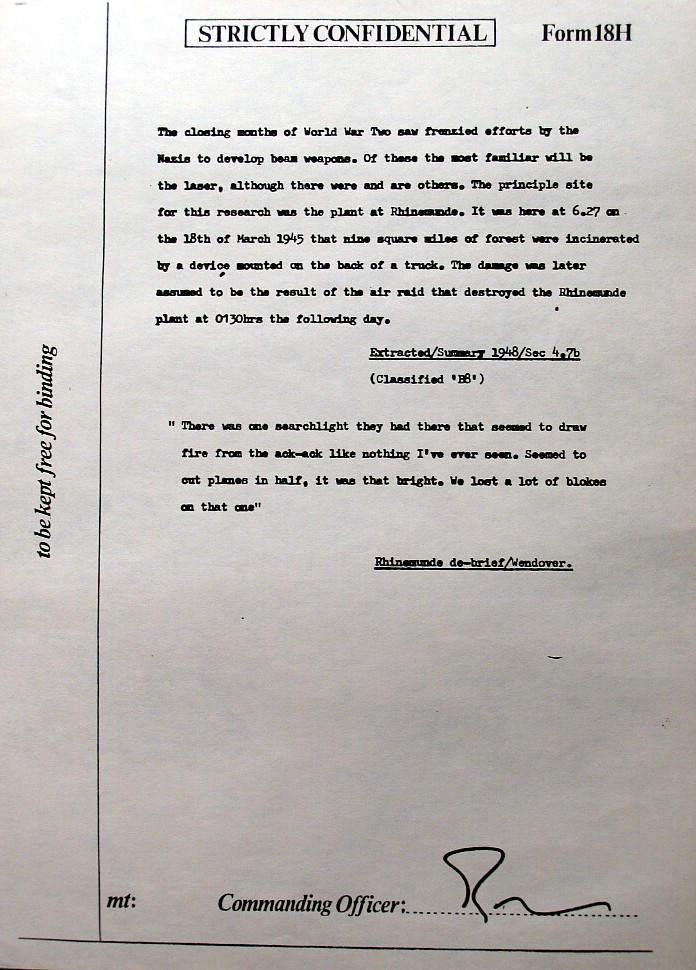 STRICTLY CONFIDENTIAL Form 18H
The closing months of World War Two saw frenzied efforts by the
Nazis to develop beam weapons. Of these the most familiar will be
the laser, although there were and are others. The principle site
for this research was the plant at Rhinemunde. It was here at 6.27 on
the 18th of March 1945 that nine square miles of forest were incinerated
by a device mounted on the back of a truck. The damage was later
assumed to be the result of the air raid that destroyed the Rhinemunde
plant at 0130hrs the following day.
Extracted/Summary 1948/Sec 4.7b
(Classified 'B8')
" There was one searchlight they had there that seemed to draw
fire from the ack-ack like nothing I've ever seen. Seemed to
cut planes in half, it was that bright. We lost a lot of blokes
on that one"
Rhinemunde de-brief/Wendover.
to be kept free for binding
mt: Commanding Officer: